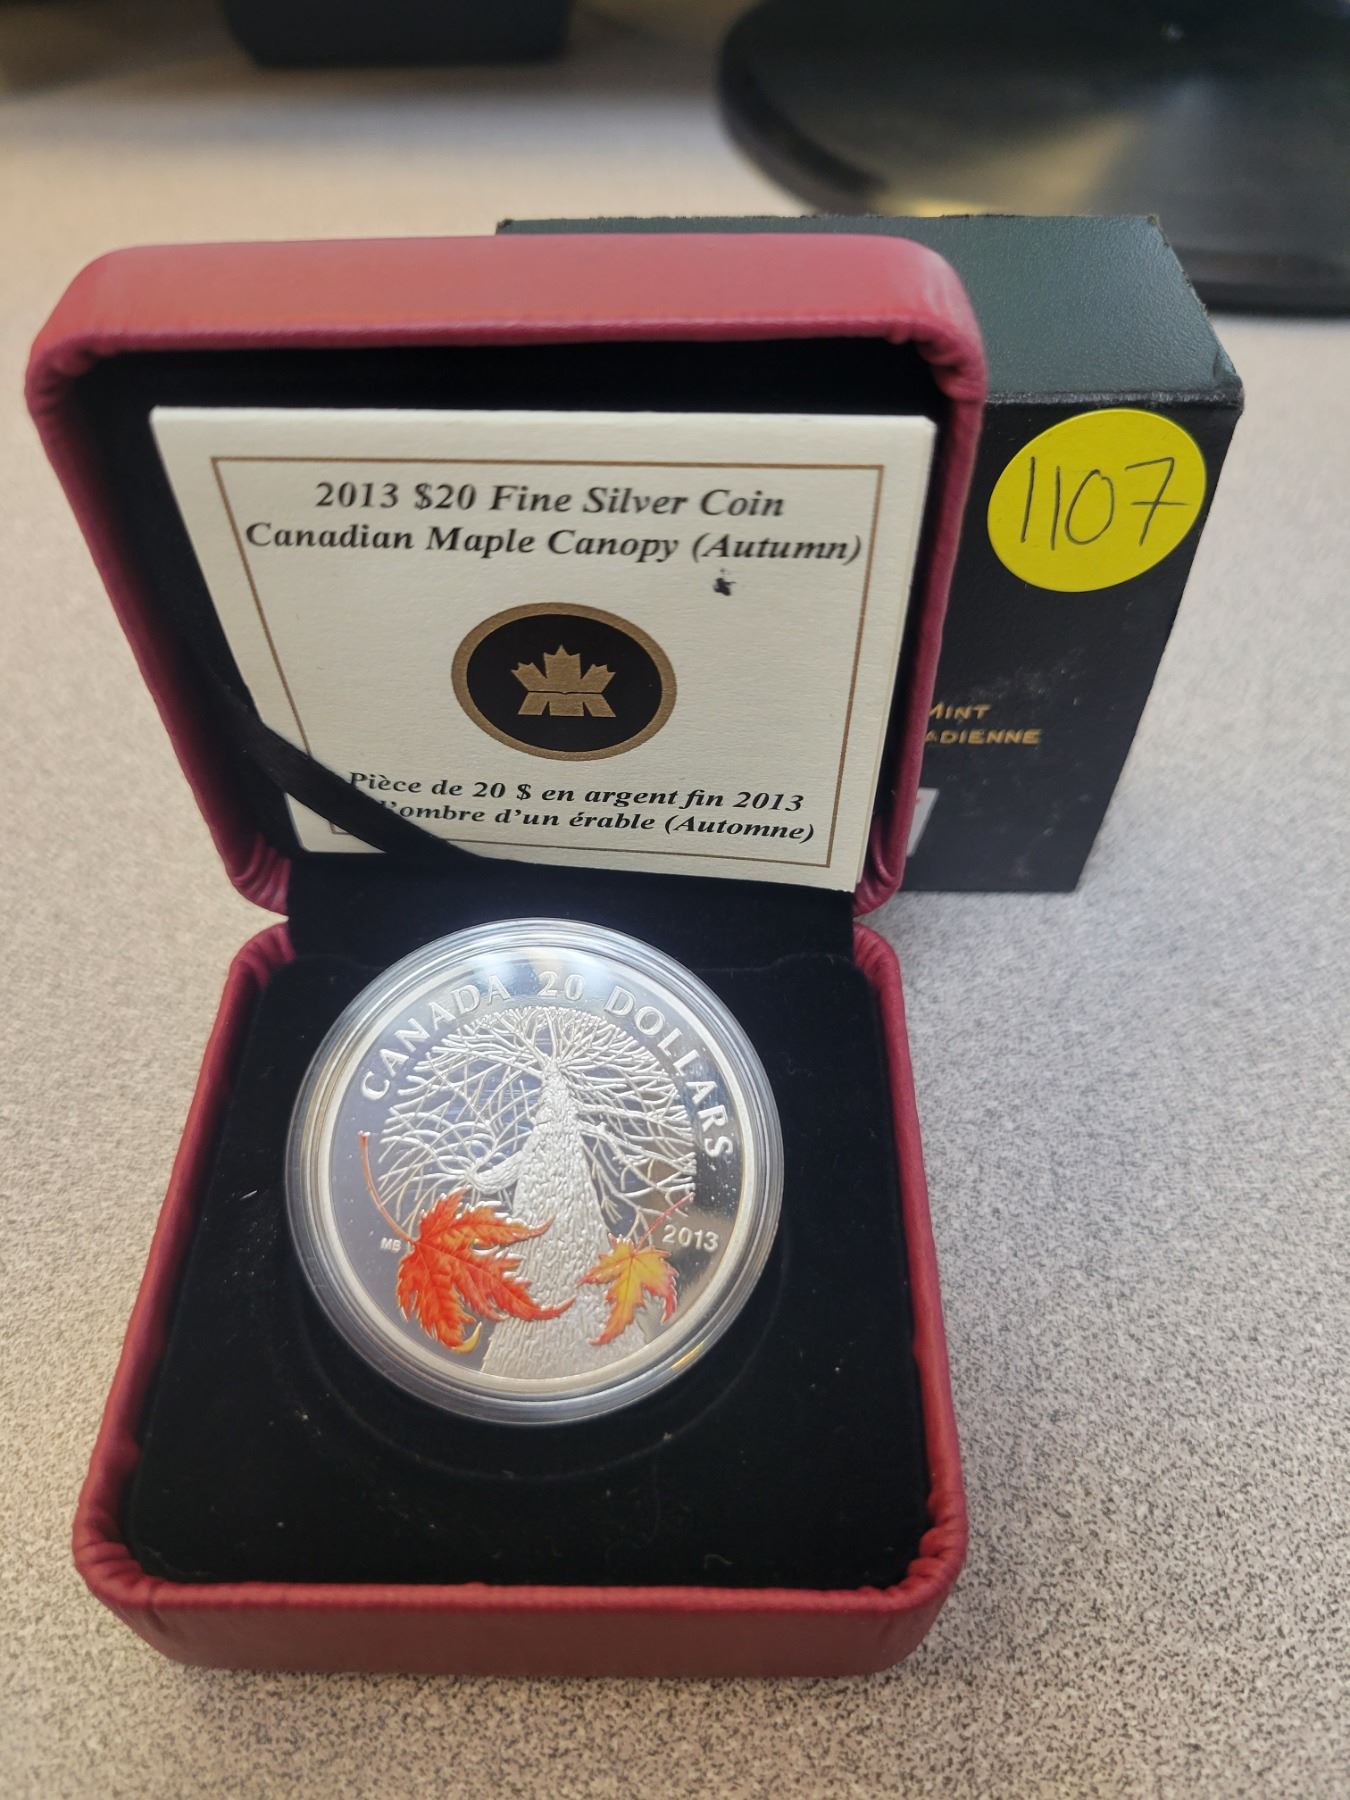 2013 $20 Fine Silver Coin
Canadian Maple Canopy (Autumn)
Pièce de 20 $ en argent fin 2013
l'ombre d'un érable (Automne)
1107
MINT
ADIENNE
CANADA 20 DOLLARS
MB
2013